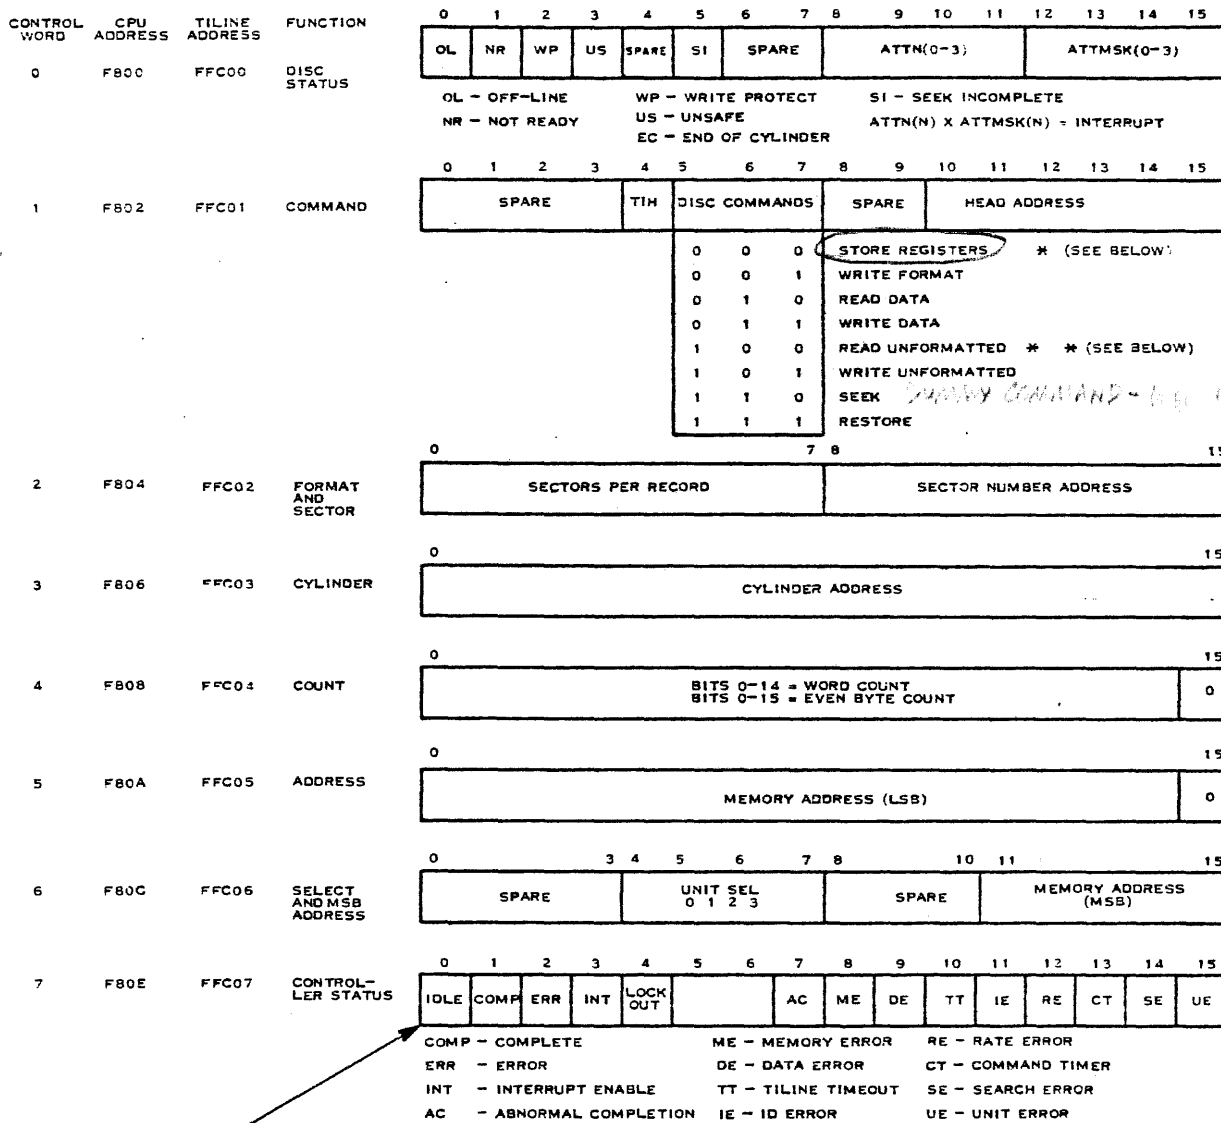 CONTROL WORD CPU ADDRESS TILINE ADDRESS FUNCTION
0 1 2 3 4 5 6 7 8 9 10 11 12 13 14 15
OL NR WP US SPARE SI SPARE ATTN(0-3) ATTMSK(0-3)
0 F800 FFC00 DISC STATUS
OL - OFF-LINE WP - WRITE PROTECT SI - SEEK INCOMPLETE
NR - NOT READY US - UNSAFE ATTN(N) X ATTMSK(N) = INTERRUPT
EC - END OF CYLINDER
0 1 2 3 4 5 6 7 8 9 10 11 12 13 14 15
1 F802 FFC01 COMMAND SPARE TIH DISC COMMANDS SPARE HEAD ADDRESS
0 0 0 STORE REGISTERS * (SEE BELOW)
0 0 1 WRITE FORMAT
0 1 0 READ DATA
0 1 1 WRITE DATA
1 0 0 READ UNFORMATTED * * (SEE BELOW)
1 0 1 WRITE UNFORMATTED
1 1 0 SEEK DUMMY COMMAND -
1 1 1 RESTORE
0 7 8 15
2 F804 FFC02 FORMAT AND SECTOR SECTORS PER RECORD SECTOR NUMBER ADDRESS
0 15
3 F806 FFC03 CYLINDER CYLINDER ADDRESS
0 15
4 F808 FFC04 COUNT BITS 0-14 = WORD COUNT 0
BITS 0-15 = EVEN BYTE COUNT
0 15
5 F80A FFC05 ADDRESS MEMORY ADDRESS (LSB) 0
0 3 4 5 6 7 8 10 11 15
6 F80C FFC06 SELECT AND MSB ADDRESS SPARE UNIT SEL 0 1 2 3 SPARE MEMORY ADDRESS (MSB)
0 1 2 3 4 5 6 7 8 9 10 11 12 13 14 15
7 F80E FFC07 CONTROL-LER STATUS IDLE COMP ERR INT LOCK OUT AC ME DE TT IE RE CT SE UE
COMP - COMPLETE ME - MEMORY ERROR RE - RATE ERROR
ERR - ERROR DE - DATA ERROR CT - COMMAND TIMER
INT - INTERRUPT ENABLE TT - TILINE TIMEOUT SE - SEARCH ERROR
AC - ABNORMAL COMPLETION IE - ID ERROR UE - UNIT ERROR